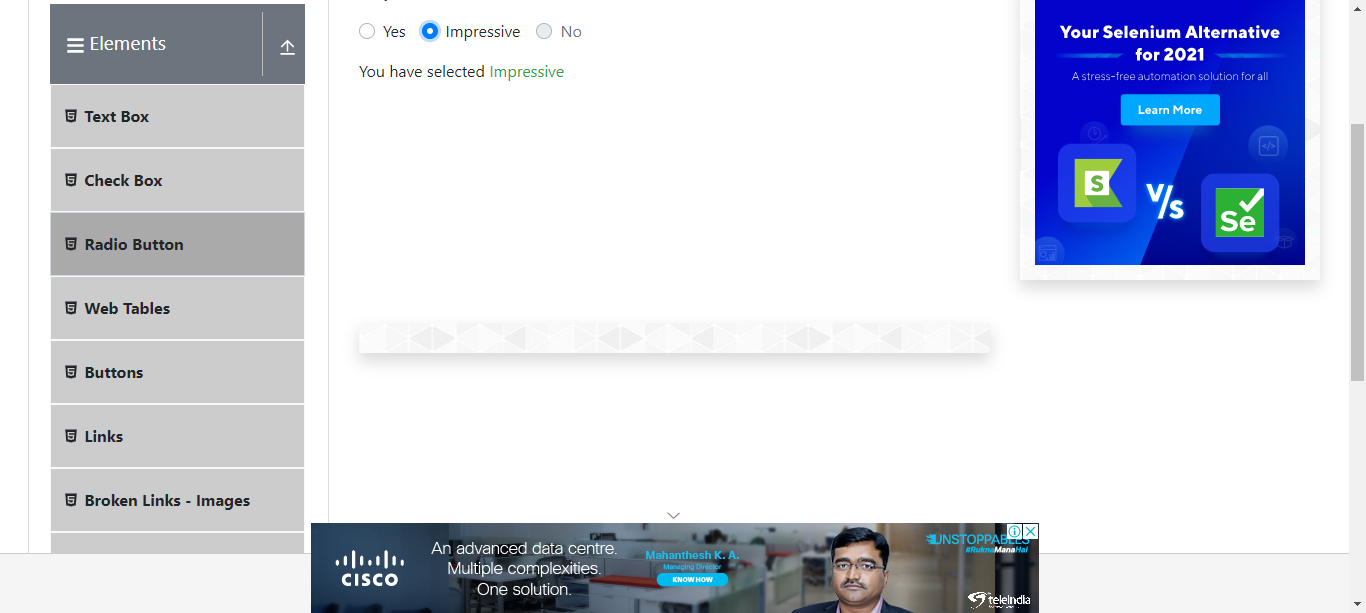 Elements
Text Box
Check Box
Radio Button
Web Tables
Buttons
Links
Broken Links - Images
Yes Impressive No
You have selected Impressive
Your Selenium Alternative
for 2021
A stress-free automation solution for all
Learn More
S
V/s
Se
CISCO
An advanced data centre.
Multiple complexities.
One solution.
Mahanthesh K. A.
Managing Director
KNOW HOW
UNSTOPPABLES
#RuknaManaHai
teleindia